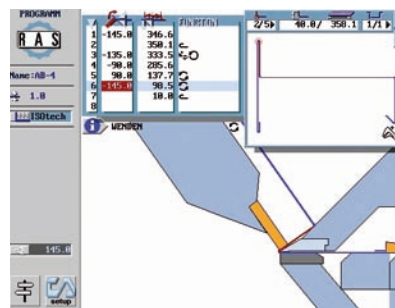 PROGRAMM
RAS
Name:AB-4
1.0
ISOtech
145.0
setup
1 -145.0 346.6
2 350.1
3 -135.0 333.5
4 -90.0 285.6
5 90.0 137.7
6 -145.0 98.5
7 10.0
8
WENDEN
2/5 40.0/ 358.1 1/1